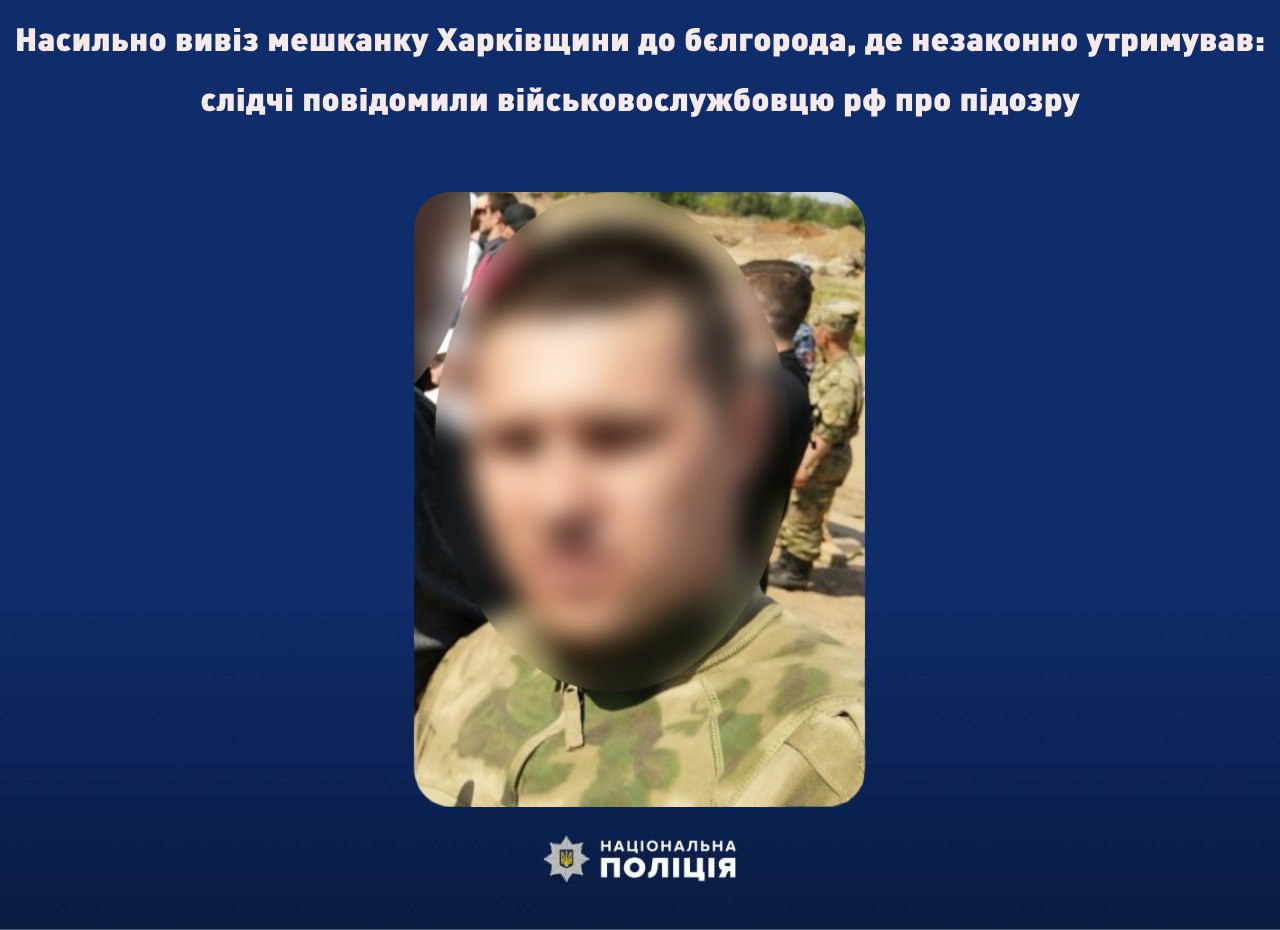 Насильно вивіз мешканку Харківщини до бєлгорода, де незаконно утримував:
слідчі повідомили військовослужбовцю рф про підозру
НАЦІОНАЛЬНА
ПОЛІЦІЯ